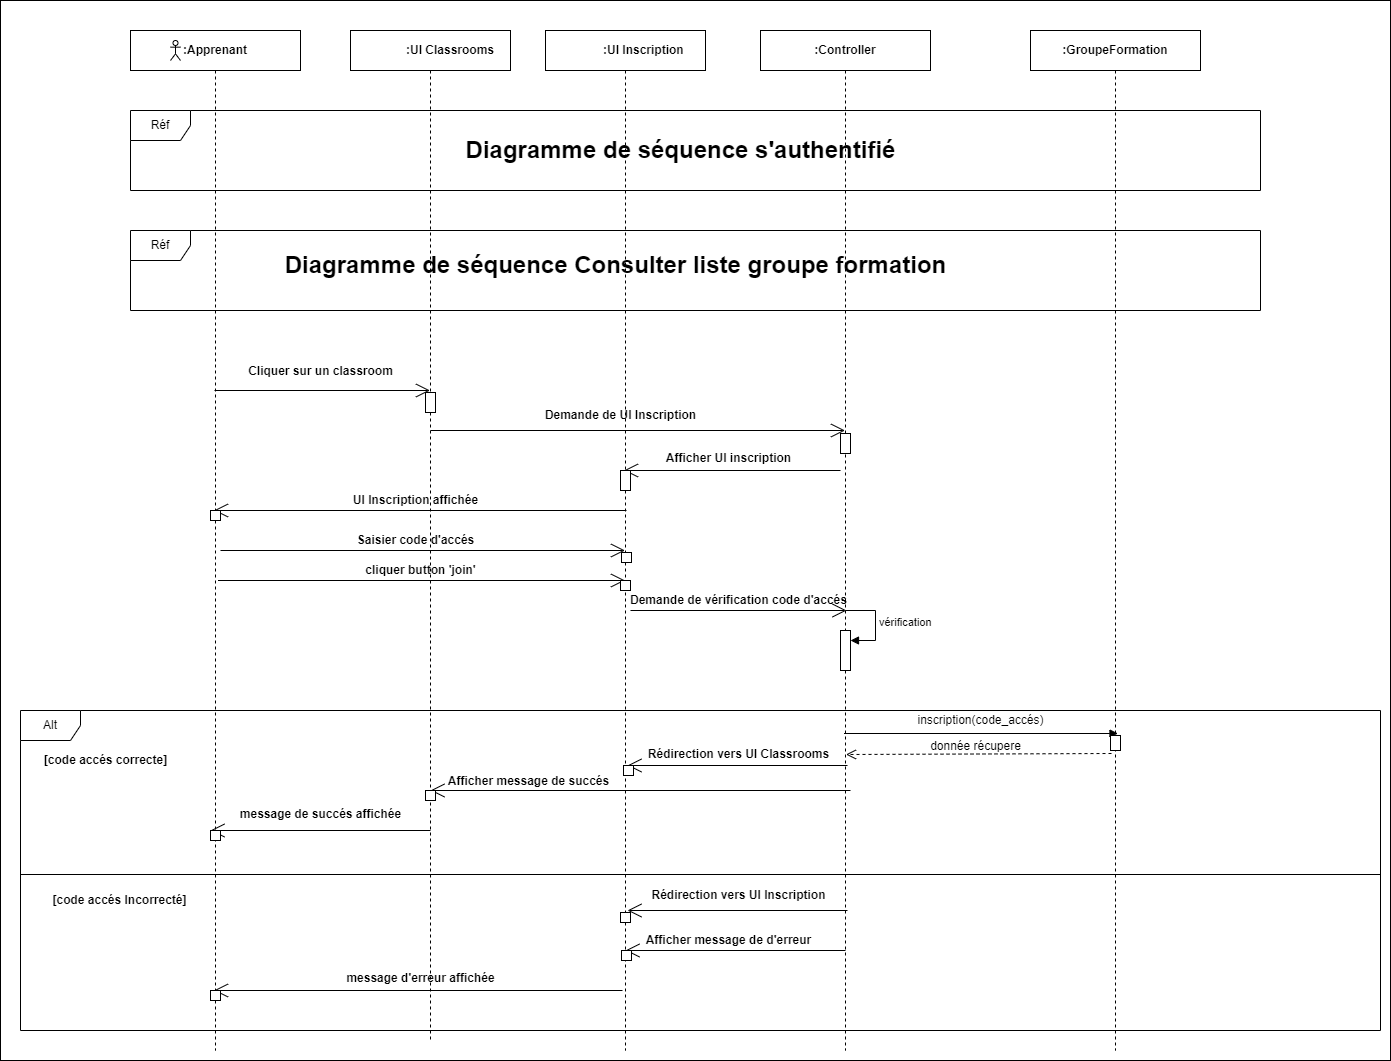 :Apprenant
:UI Classrooms
:UI Inscription
:Controller
:GroupeFormation
Réf
Diagramme de séquence s'authentifié
Réf
Diagramme de séquence Consulter liste groupe formation
Cliquer sur un classroom
Demande de UI Inscription
Afficher UI inscription
UI Inscription affichée
Saisier code d'accés
cliquer button 'join'
Demande de vérification code d'accés
vérification
Alt
inscription(code_accés)
donnée récupere
[code accés correcte]
Rédirection vers UI Classrooms
Afficher message de succés
message de succés affichée
[code accés Incorrecté]
Rédirection vers UI Inscription
Afficher message de d'erreur
message d'erreur affichée